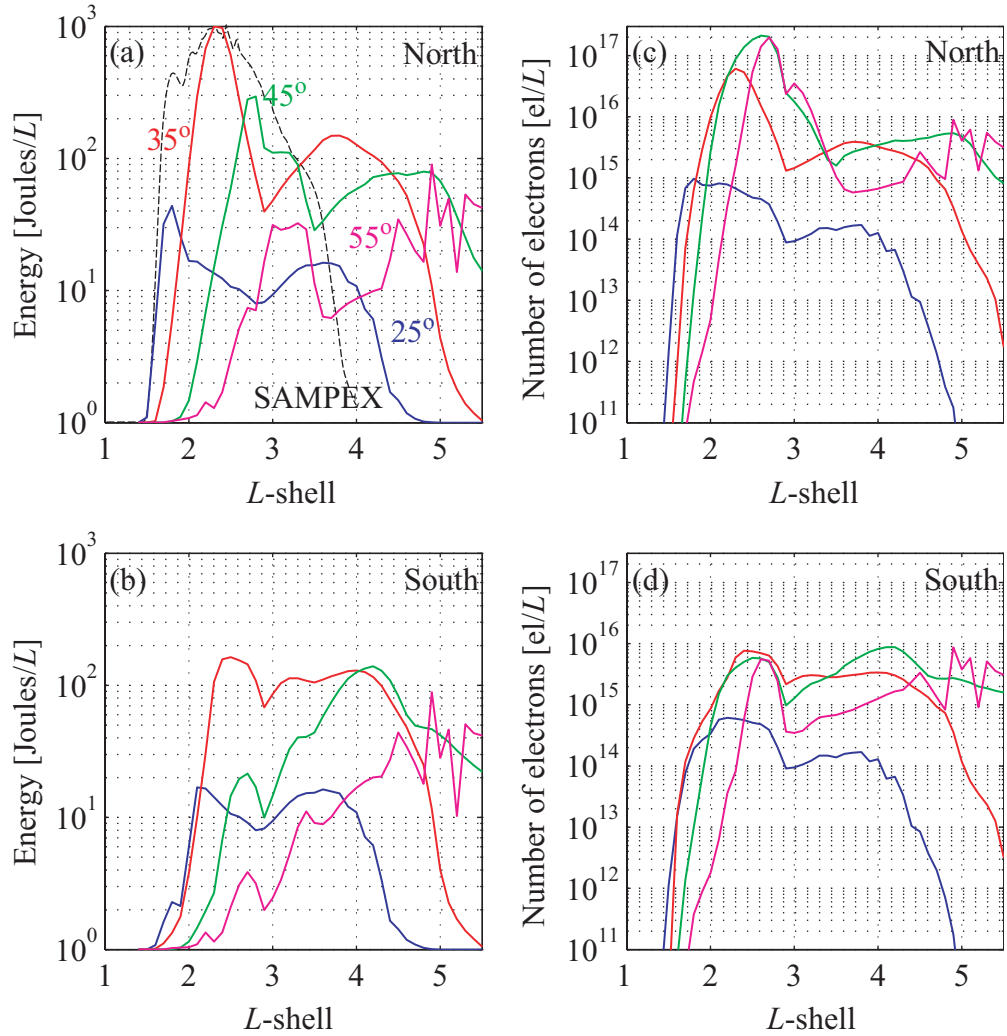 (a)
North
35°
45°
55°
25°
SAMPEX
Energy [Joules/L]
10³
10²
10¹
10⁰
1 2 3 4 5
L-shell
(c)
North
Number of electrons [el/L]
10¹⁷
10¹⁶
10¹⁵
10¹⁴
10¹³
10¹²
10¹¹
1 2 3 4 5
L-shell
(b)
South
Energy [Joules/L]
10³
10²
10¹
10⁰
1 2 3 4 5
L-shell
(d)
South
Number of electrons [el/L]
10¹⁷
10¹⁶
10¹⁵
10¹⁴
10¹³
10¹²
10¹¹
1 2 3 4 5
L-shell